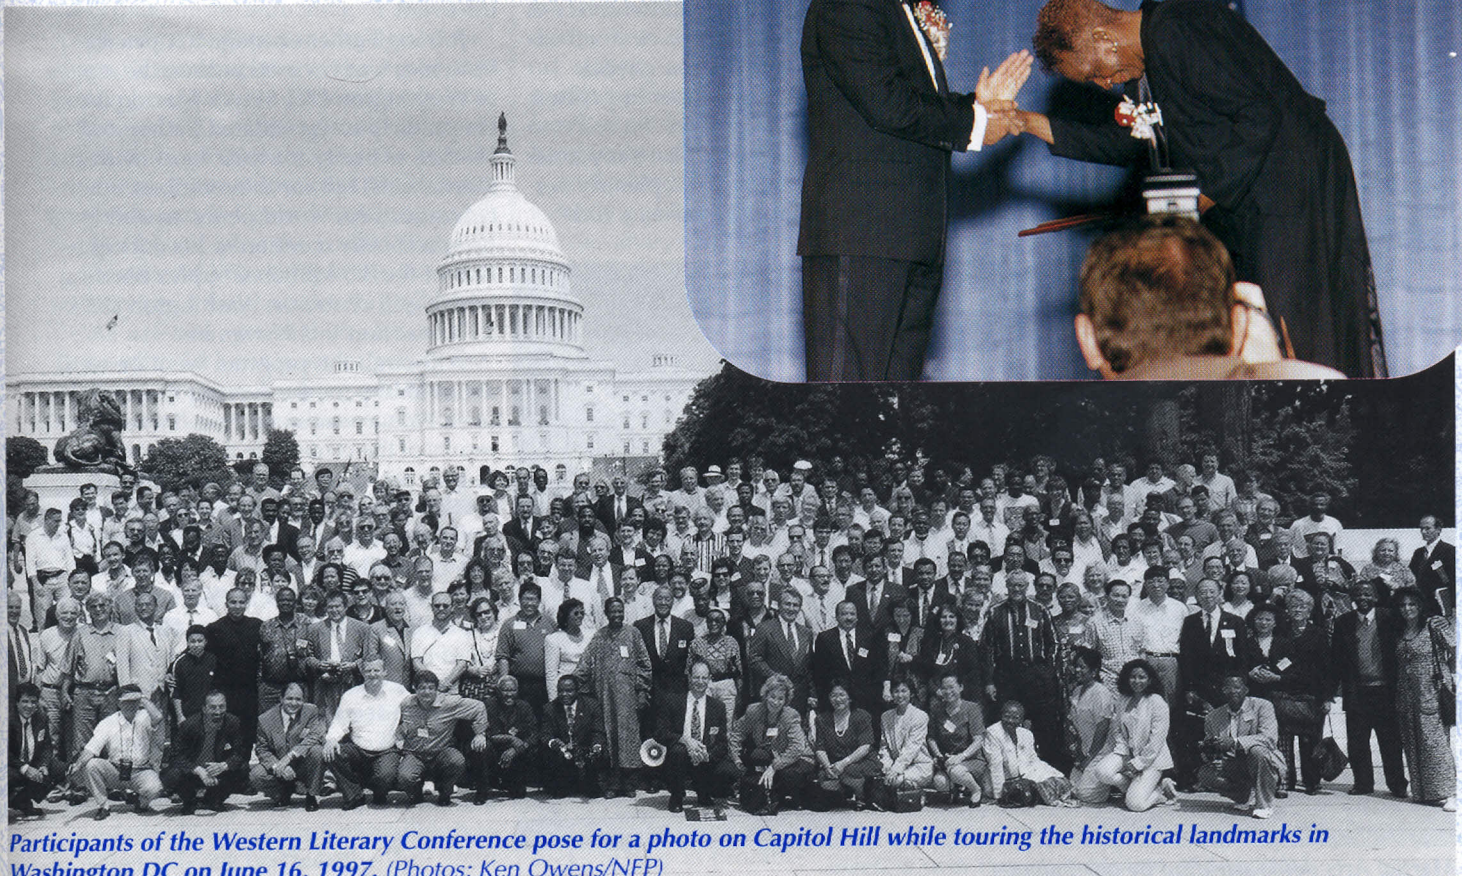 Participants of the Western Literary Conference pose for a photo on Capitol Hill while touring the historical landmarks in
Washington DC on June 16, 1997. (Photos: Ken Owens/NFP)